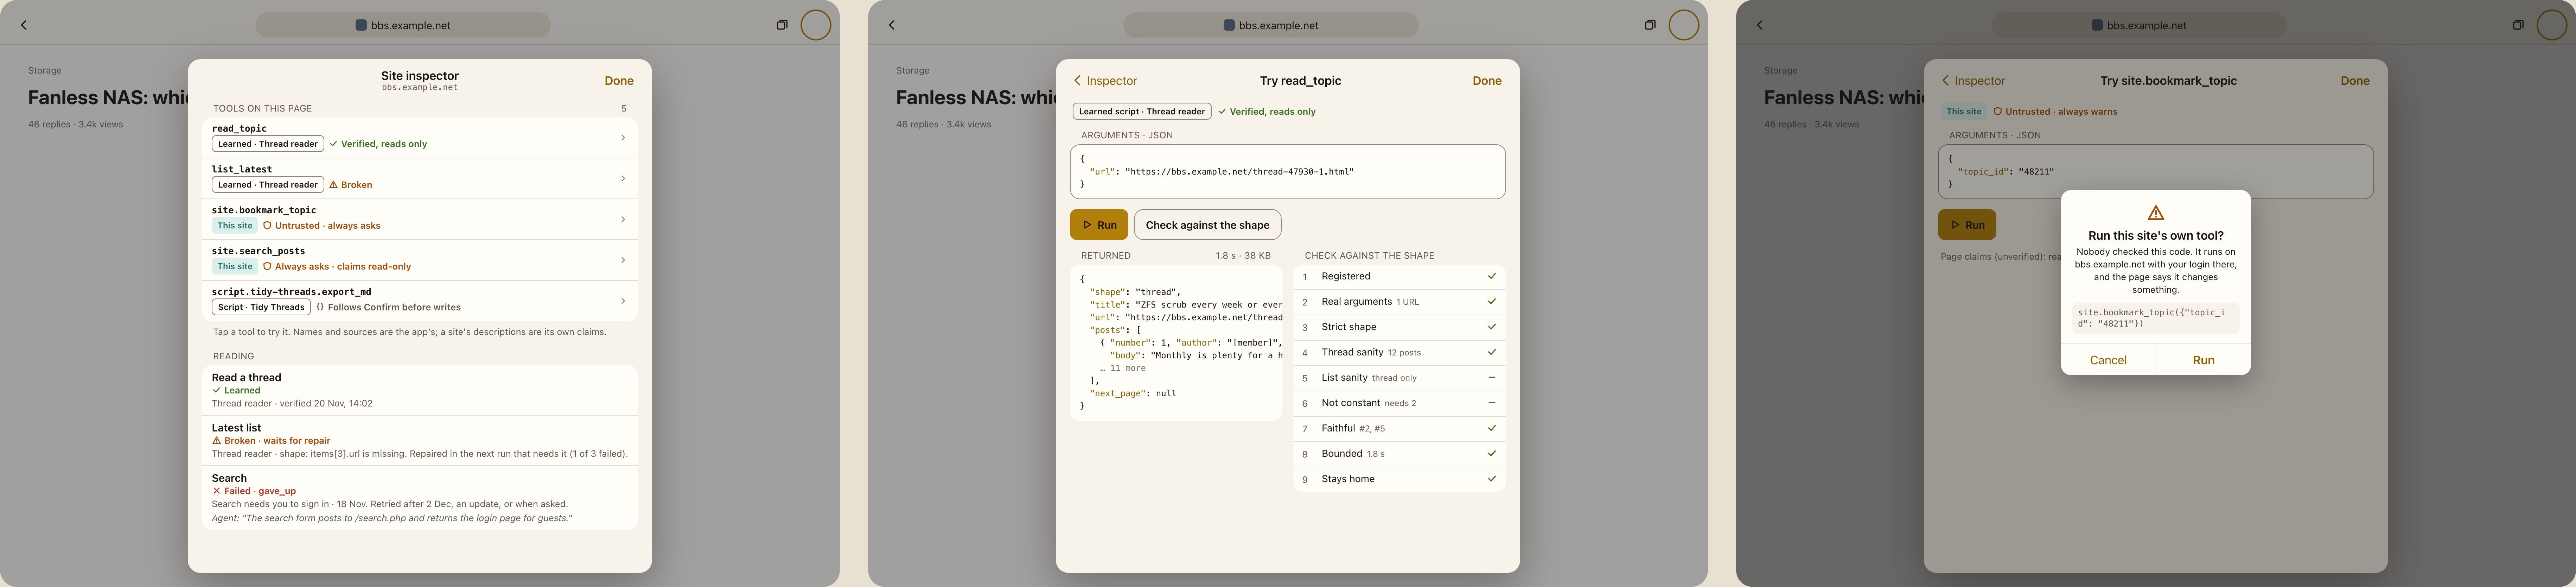 bbs.example.net
Storage
Fanless NAS: whic
46 replies · 3.4k views
Site inspector
bbs.example.net
Done
TOOLS ON THIS PAGE 5
read_topic
Learned · Thread reader Verified, reads only
list_latest
Learned · Thread reader Broken
site.bookmark_topic
This site Untrusted · always asks
site.search_posts
This site Always asks · claims read-only
script.tidy-threads.export_md
Script · Tidy Threads {} Follows Confirm before writes
Tap a tool to try it. Names and sources are the app's; a site's descriptions are its own claims.
READING
Read a thread
Learned
Thread reader · verified 20 Nov, 14:02
Latest list
Broken · waits for repair
Thread reader · shape: items[3].url is missing. Repaired in the next run that needs it (1 of 3 failed).
Search
Failed · gave_up
Search needs you to sign in · 18 Nov. Retried after 2 Dec, an update, or when asked.
Agent: "The search form posts to /search.php and returns the login page for guests."
bbs.example.net
Storage
Fanless NAS: whic
46 replies · 3.4k views
Inspector Try read_topic Done
Learned script · Thread reader Verified, reads only
ARGUMENTS · JSON
{
"url": "https://bbs.example.net/thread-47930-1.html"
}
Run Check against the shape
RETURNED 1.8 s · 38 KB
{
"shape": "thread",
"title": "ZFS scrub every week or ever
"url": "https://bbs.example.net/thread
"posts": [
{ "number": 1, "author": "[member]",
"body": "Monthly is plenty for a h
… 11 more
],
"next_page": null
}
CHECK AGAINST THE SHAPE
1 Registered
2 Real arguments 1 URL
3 Strict shape
4 Thread sanity 12 posts
5 List sanity thread only –
6 Not constant needs 2 –
7 Faithful #2, #5
8 Bounded 1.8 s
9 Stays home
bbs.example.net
Storage
Fanless NAS: whic
46 replies · 3.4k views
Inspector Try site.bookmark_topic Done
This site Untrusted · always warns
ARGUMENTS · JSON
{
"topic_id": "48211"
}
Run
Page claims (unverified): rea
Run this site's own tool?
Nobody checked this code. It runs on
bbs.example.net with your login there,
and the page says it changes
something.
site.bookmark_topic({"topic_i
d": "48211"})
Cancel Run